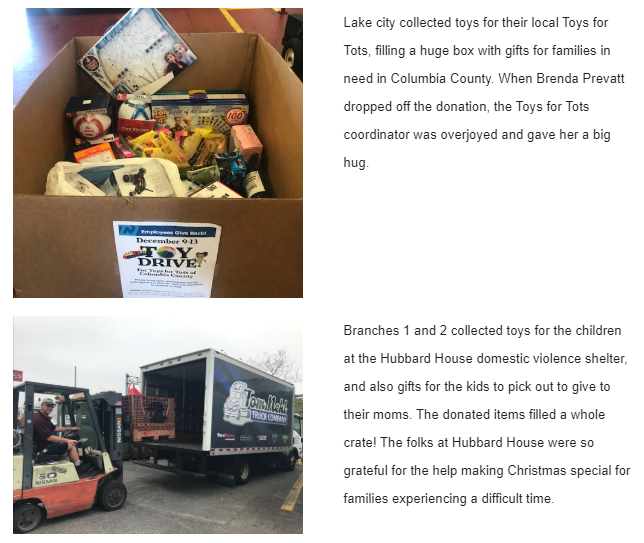 Lake city collected toys for their local Toys for
Tots, filling a huge box with gifts for families in
need in Columbia County. When Brenda Prevatt
dropped off the donation, the Toys for Tots
coordinator was overjoyed and gave her a big
hug.
100
Employees Give Back!
December 9-13
TOY
DRIVE
For Toys for Tots of
Columbia County
Branches 1 and 2 collected toys for the children
at the Hubbard House domestic violence shelter,
and also gifts for the kids to pick out to give to
their moms. The donated items filled a whole
crate! The folks at Hubbard House were so
grateful for the help making Christmas special for
families experiencing a difficult time.
Tom Nehl
TRUCK COMPANY
50
NISSAN
NISSAN